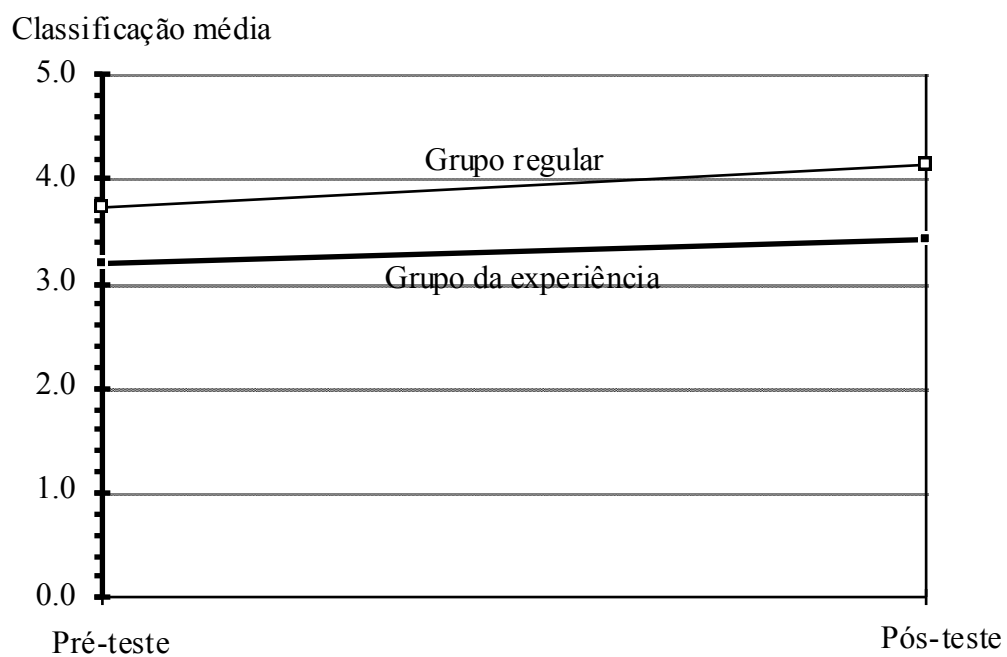 Classificação média
5.0
Grupo regular
4.0
Grupo da experiência
3.0
2.0
1.0
0.0
Pré-teste
Pós-teste